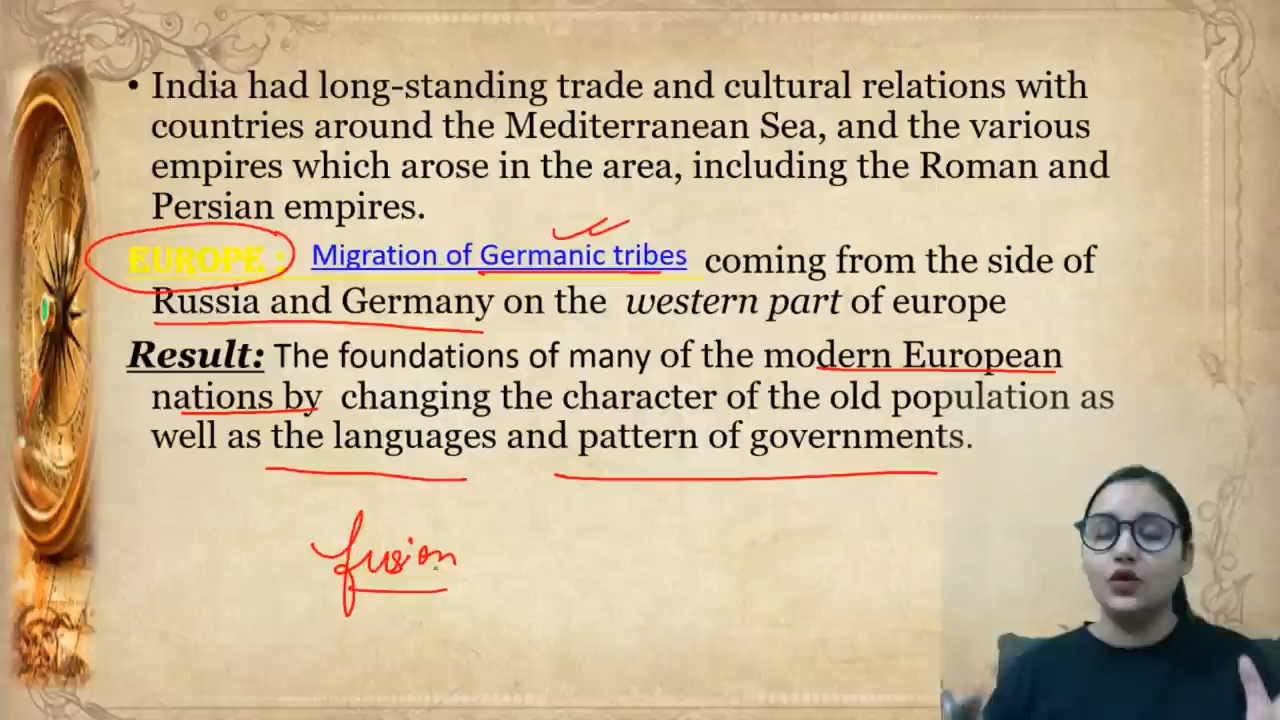 • India had long-standing trade and cultural relations with
countries around the Mediterranean Sea, and the various
empires which arose in the area, including the Roman and
Persian empires.
EUROPE : Migration of Germanic tribes coming from the side of
Russia and Germany on the western part of europe
Result: The foundations of many of the modern European
nations by changing the character of the old population as
well as the languages and pattern of governments.
fusion